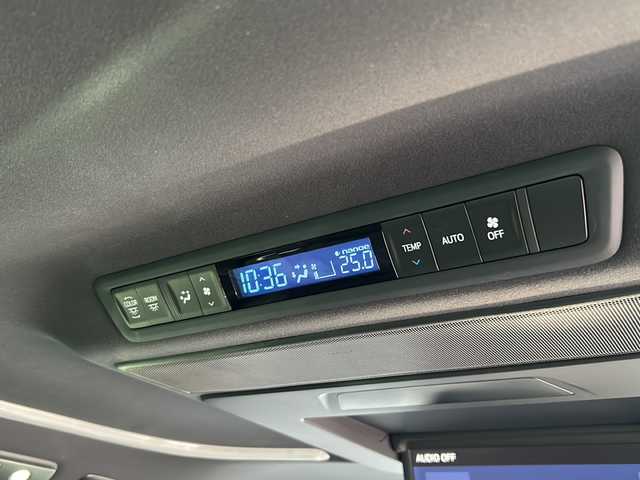 COLOR
ROOM
10:36
nanoe
25.0
TEMP
AUTO
OFF
AUDIO OFF